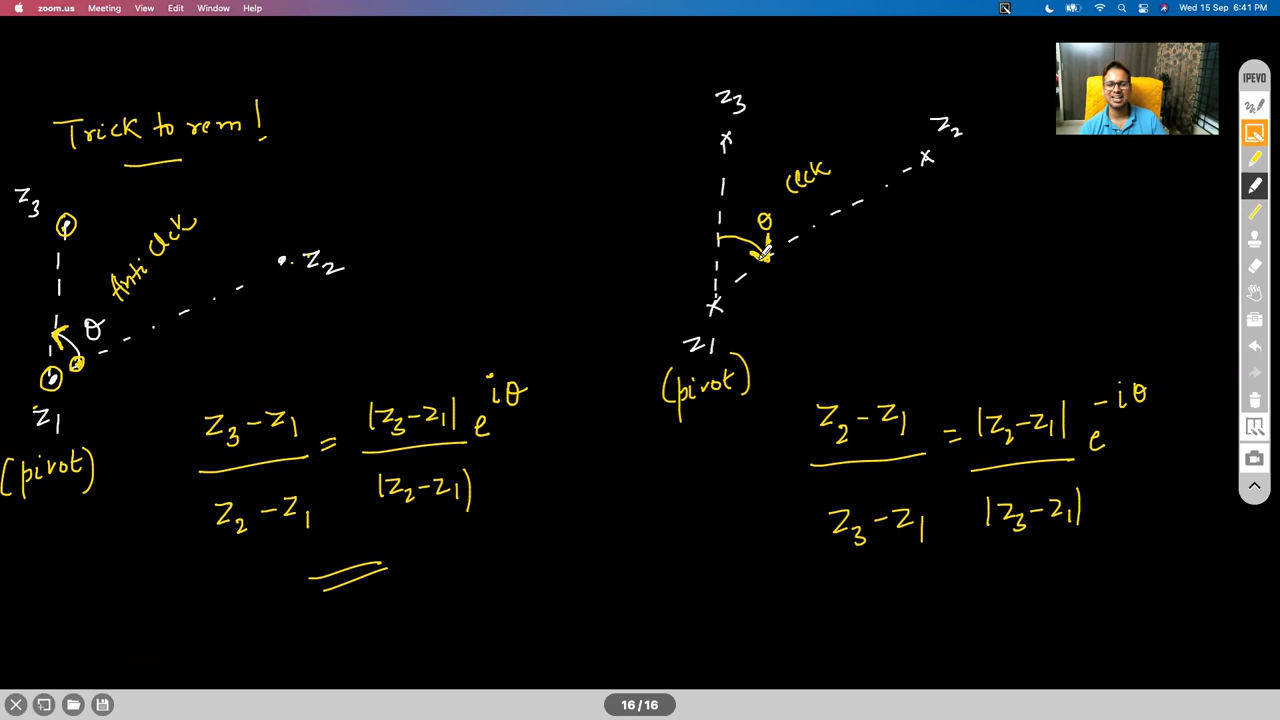 zoom.us Meeting View Edit Window Help
Wed 15 Sep 6:41 PM
IPEVO
Trick to rem!
z3
Anti clck
θ
z2
z1
(pivot)
z3-z1 / z2-z1 = |z3-z1| / |z2-z1| e^iθ
z3
z2
clck
θ
z1
(pivot)
z2-z1 / z3-z1 = |z2-z1| / |z3-z1| e^-iθ
16/16